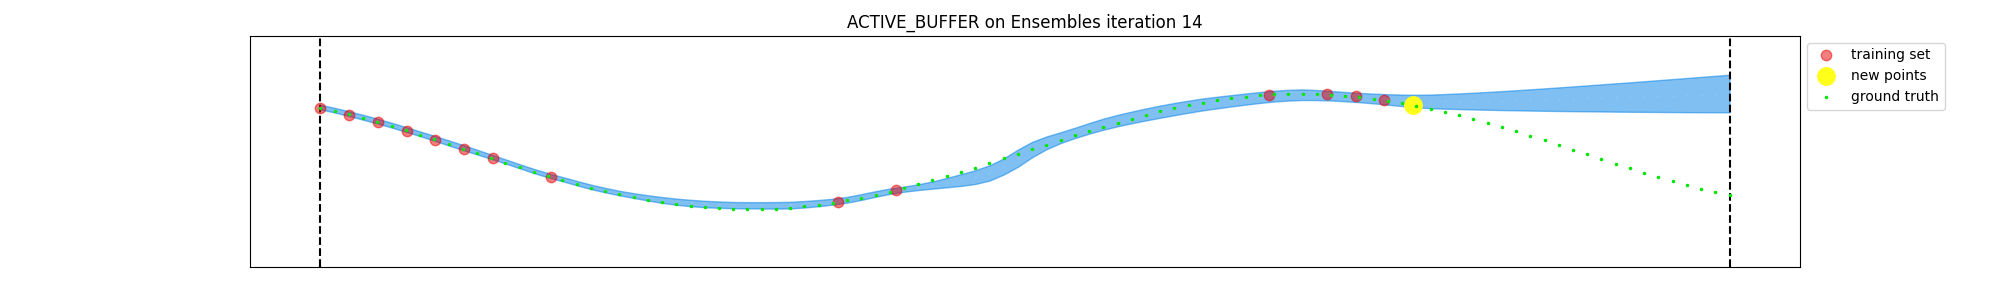 ACTIVE_BUFFER on Ensembles iteration 14
training set
new points
ground truth